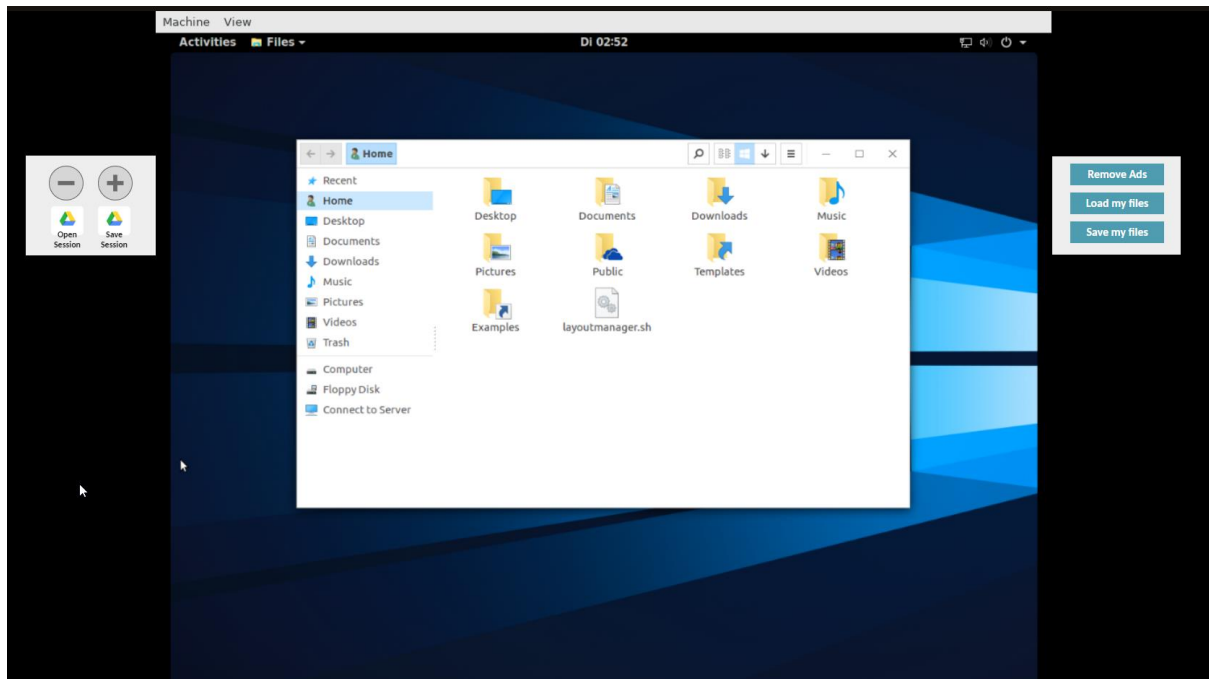 Machine View
Activities Files Di 02:52
Home
Recent
Home
Desktop
Documents
Downloads
Music
Pictures
Videos
Trash
Computer
Floppy Disk
Connect to Server
Desktop Documents Downloads Music
Pictures Public Templates Videos
Examples layoutmanager.sh
Open Session
Save Session
Remove Ads
Load my files
Save my files